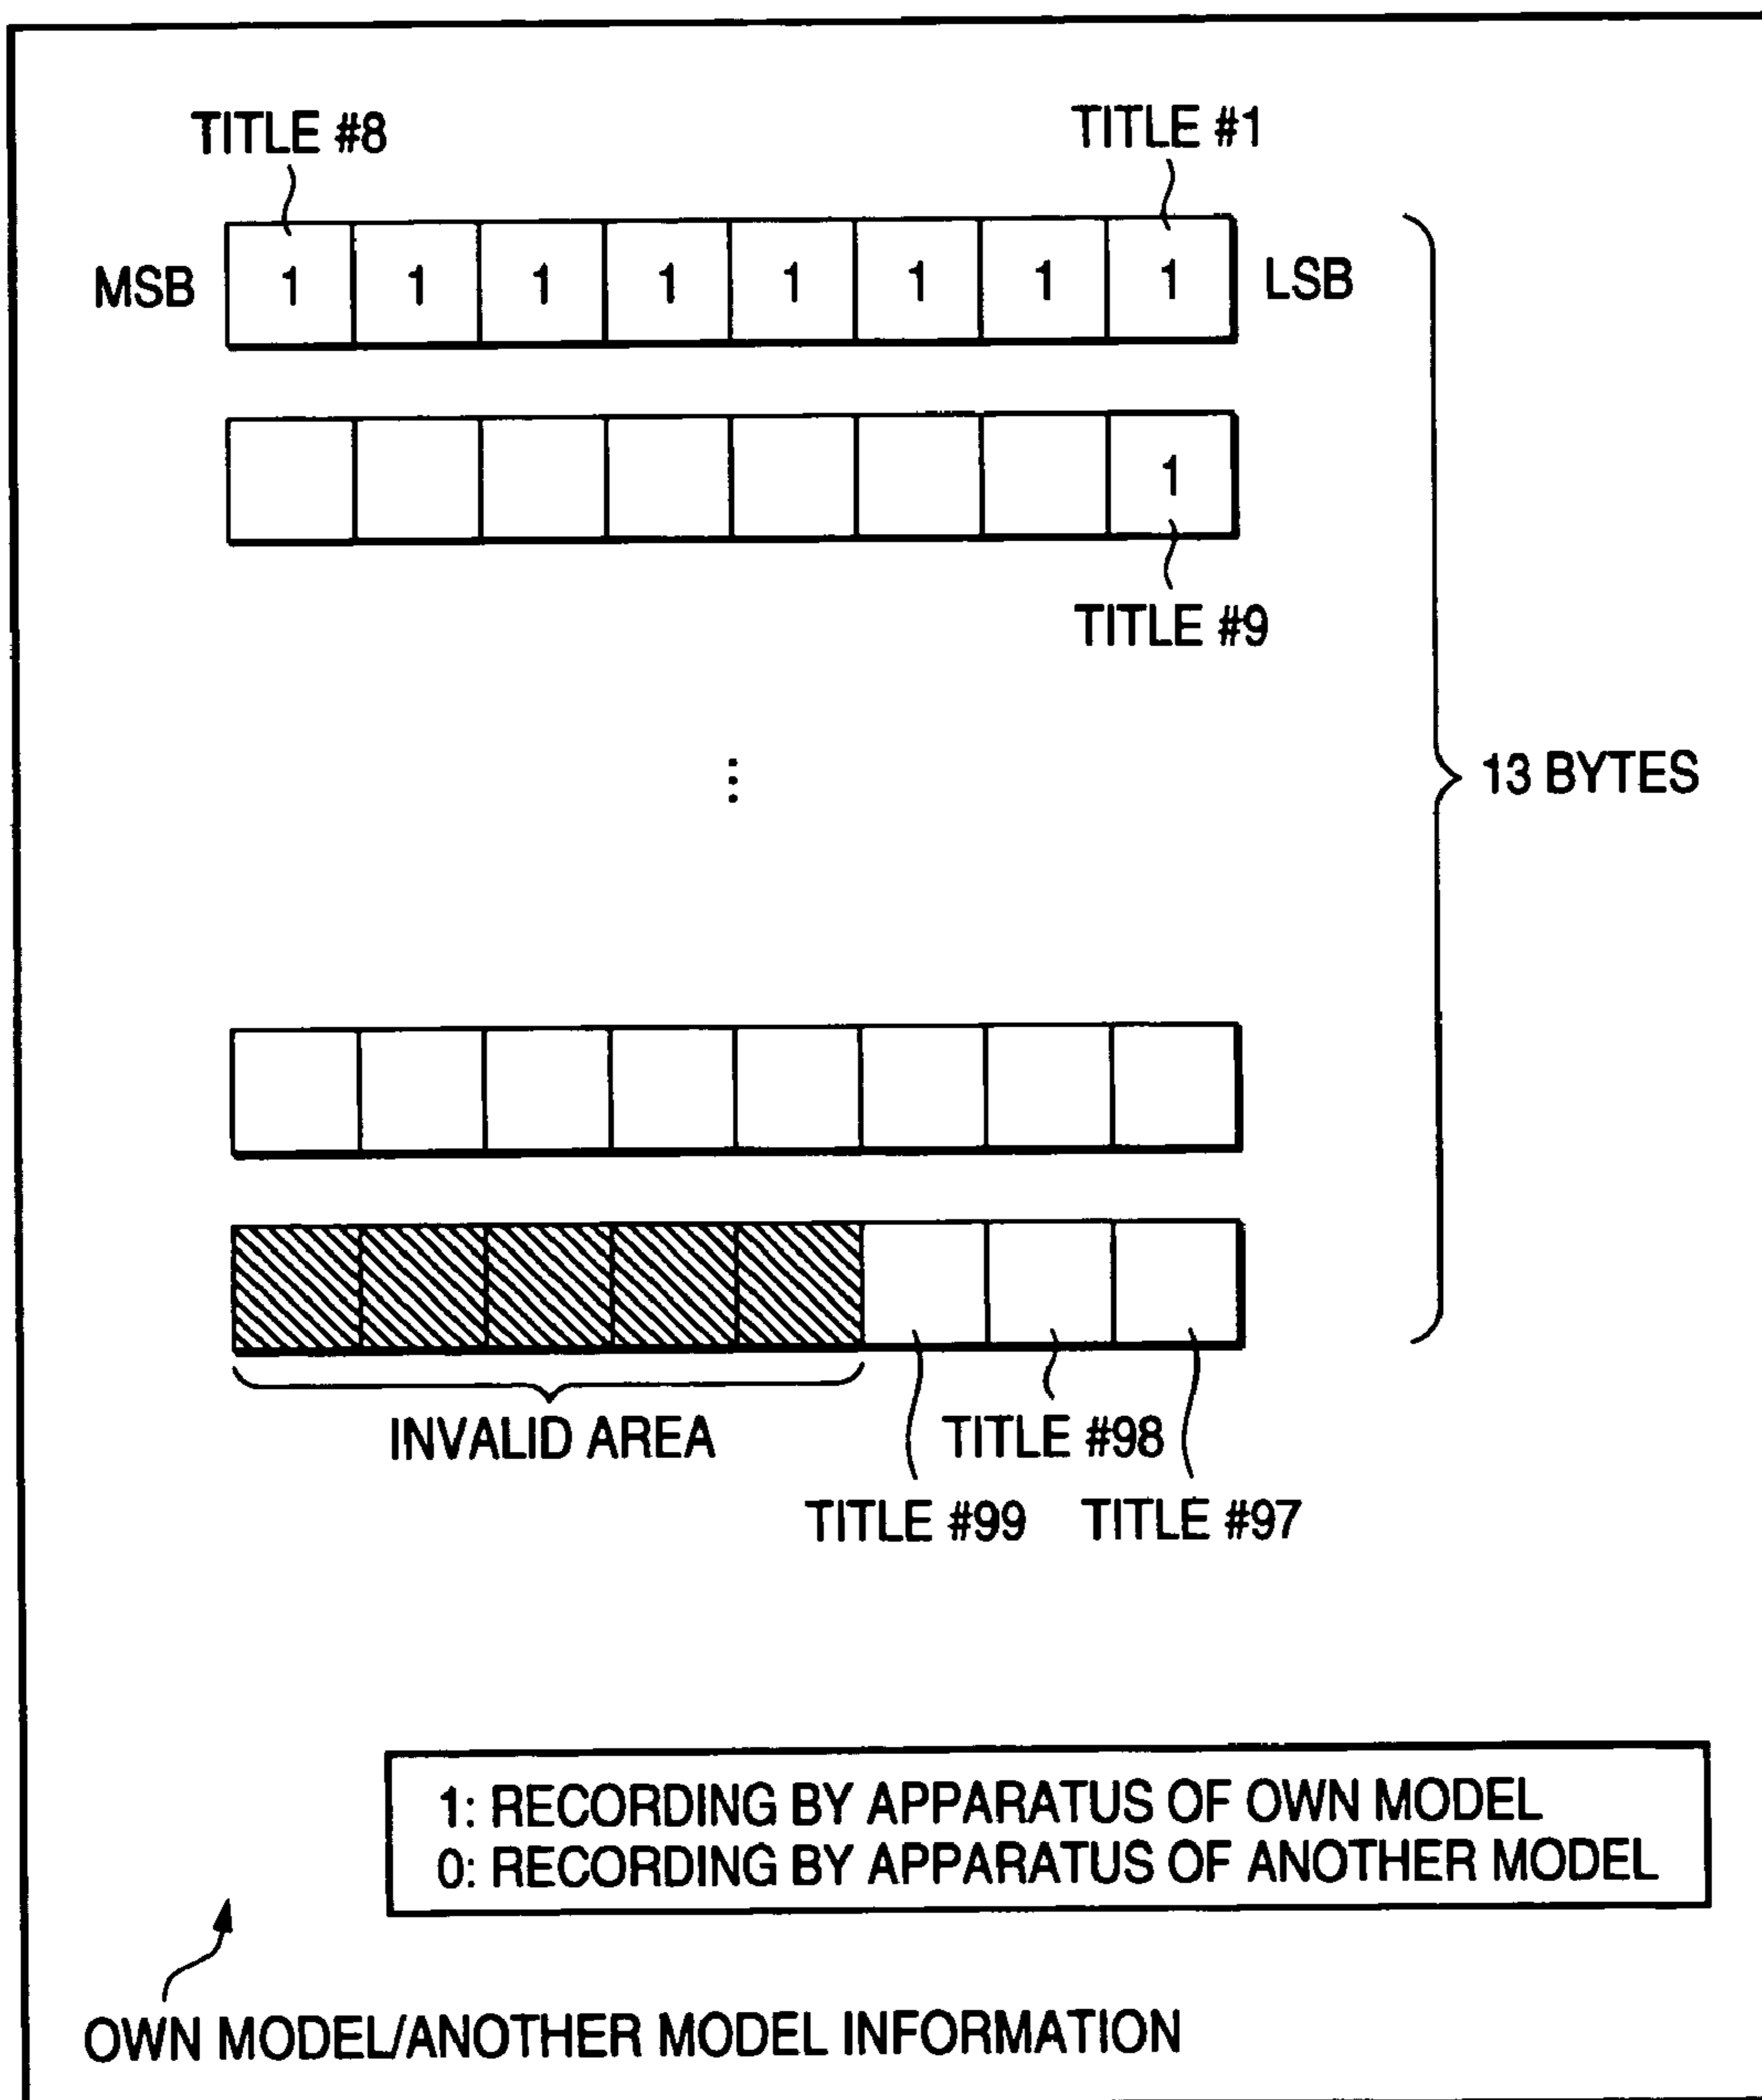 TITLE #8 TITLE #1
MSB 1 1 1 1 1 1 1 1 LSB
1
TITLE #9
⋮
13 BYTES
INVALID AREA TITLE #98
TITLE #99 TITLE #97
1: RECORDING BY APPARATUS OF OWN MODEL
0: RECORDING BY APPARATUS OF ANOTHER MODEL
OWN MODEL/ANOTHER MODEL INFORMATION